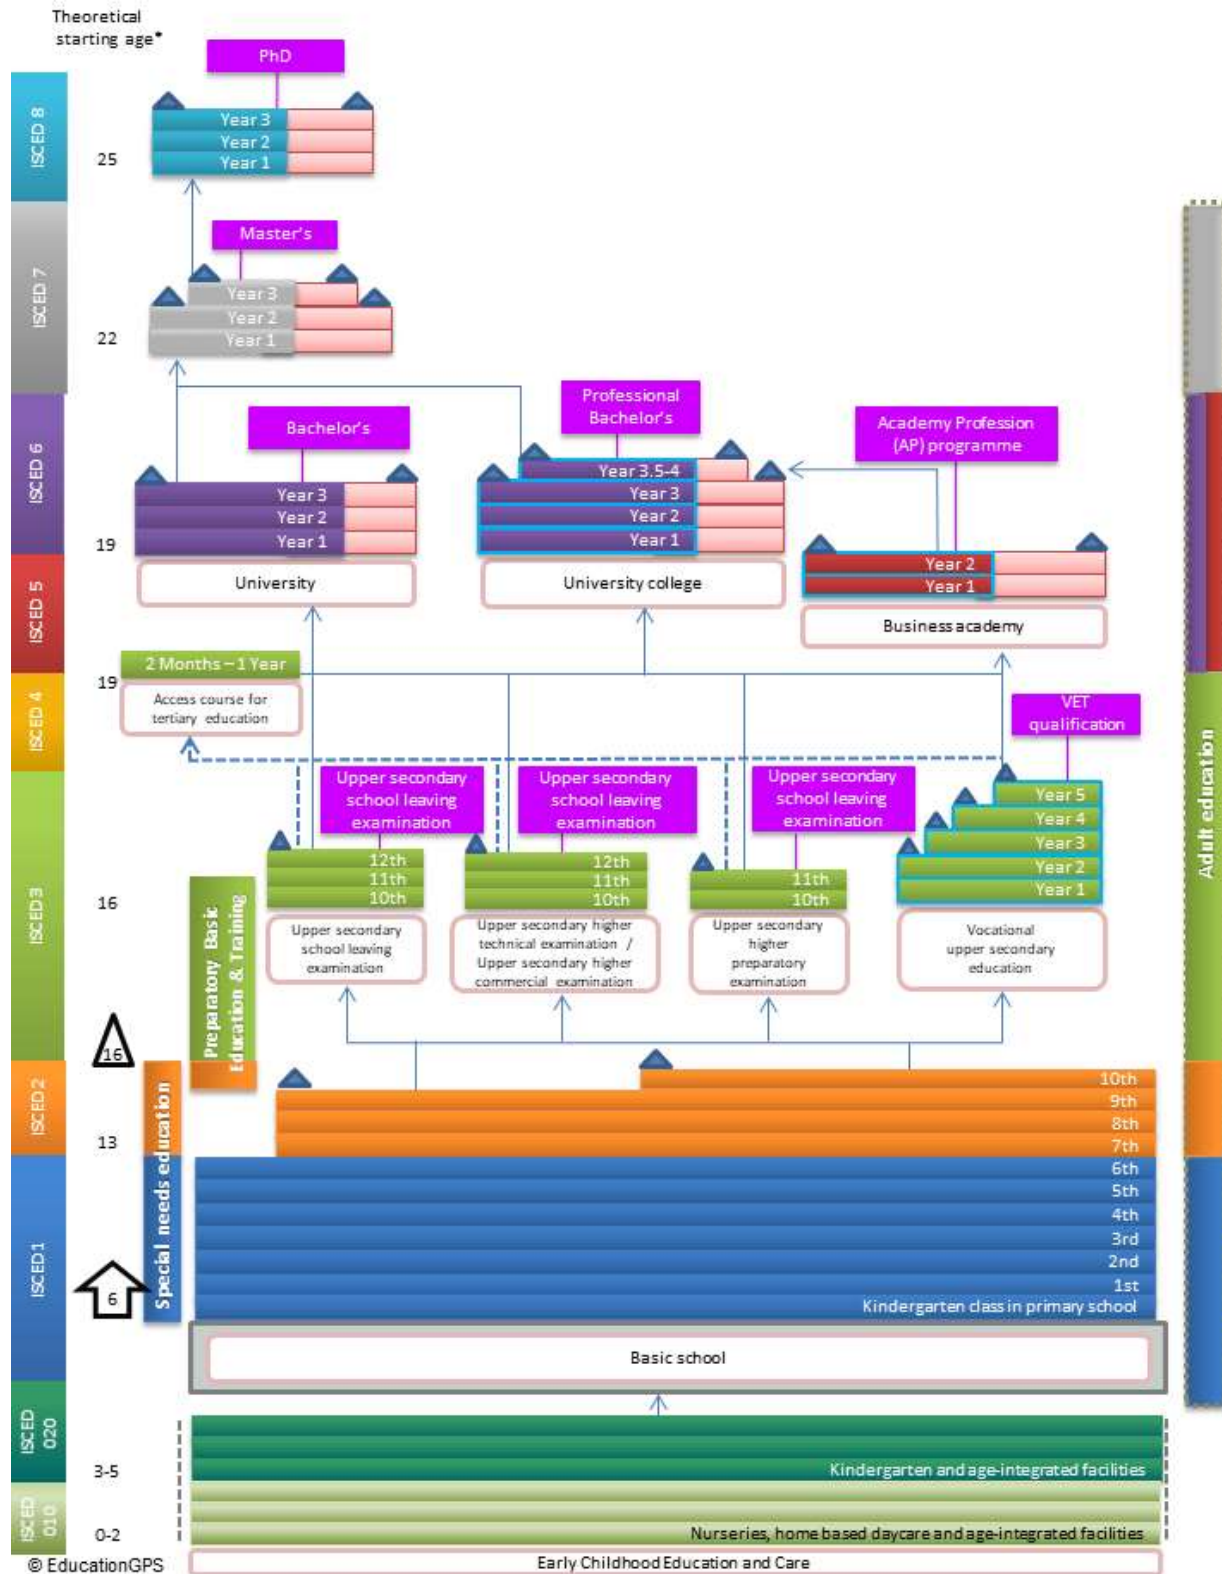 Theoretical
starting age*
PhD
ISCED 8
25
Year 3
Year 2
Year 1
Master's
ISCED 7
22
Year 3
Year 2
Year 1
Bachelor's
Professional
Bachelor's
Academy Profession
(AP) programme
ISCED 6
19
Year 3
Year 2
Year 1
University
Year 3.5-4
Year 3
Year 2
Year 1
University college
Year 2
Year 1
Business academy
ISCED 5
2 Months – 1 Year
19
Access course for
tertiary education
ISCED 4
VET
qualification
Adult education
Upper secondary
school leaving
examination
Upper secondary
school leaving
examination
Upper secondary
school leaving
examination
ISCED 3
16
12th
11th
10th
Upper secondary
school leaving
examination
12th
11th
10th
Upper secondary higher
technical examination /
Upper secondary higher
commercial examination
11th
10th
Upper secondary
higher
preparatory
examination
Year 5
Year 4
Year 3
Year 2
Year 1
Vocational
upper secondary
education
Preparatory Basic
Education & Training
16
ISCED 2
13
Special needs education
10th
9th
8th
7th
6th
5th
4th
3rd
2nd
1st
Kindergarten class in primary school
ISCED 1
6
Basic school
ISCED
020
3-5
Kindergarten and age-integrated facilities
ISCED
010
0-2
Nurseries, home based daycare and age-integrated facilities
Early Childhood Education and Care
© EducationGPS